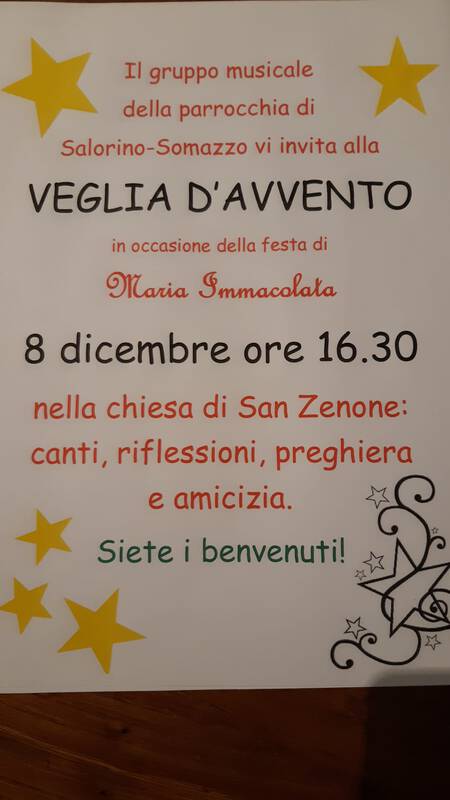 Il gruppo musicale
della parrocchia di
Salorino-Somazzo vi invita alla
VEGLIA D'AVVENTO
in occasione della festa di
Maria Immacolata
8 dicembre ore 16.30
nella chiesa di San Zenone:
canti, riflessioni, preghiera
e amicizia.
Siete i benvenuti!